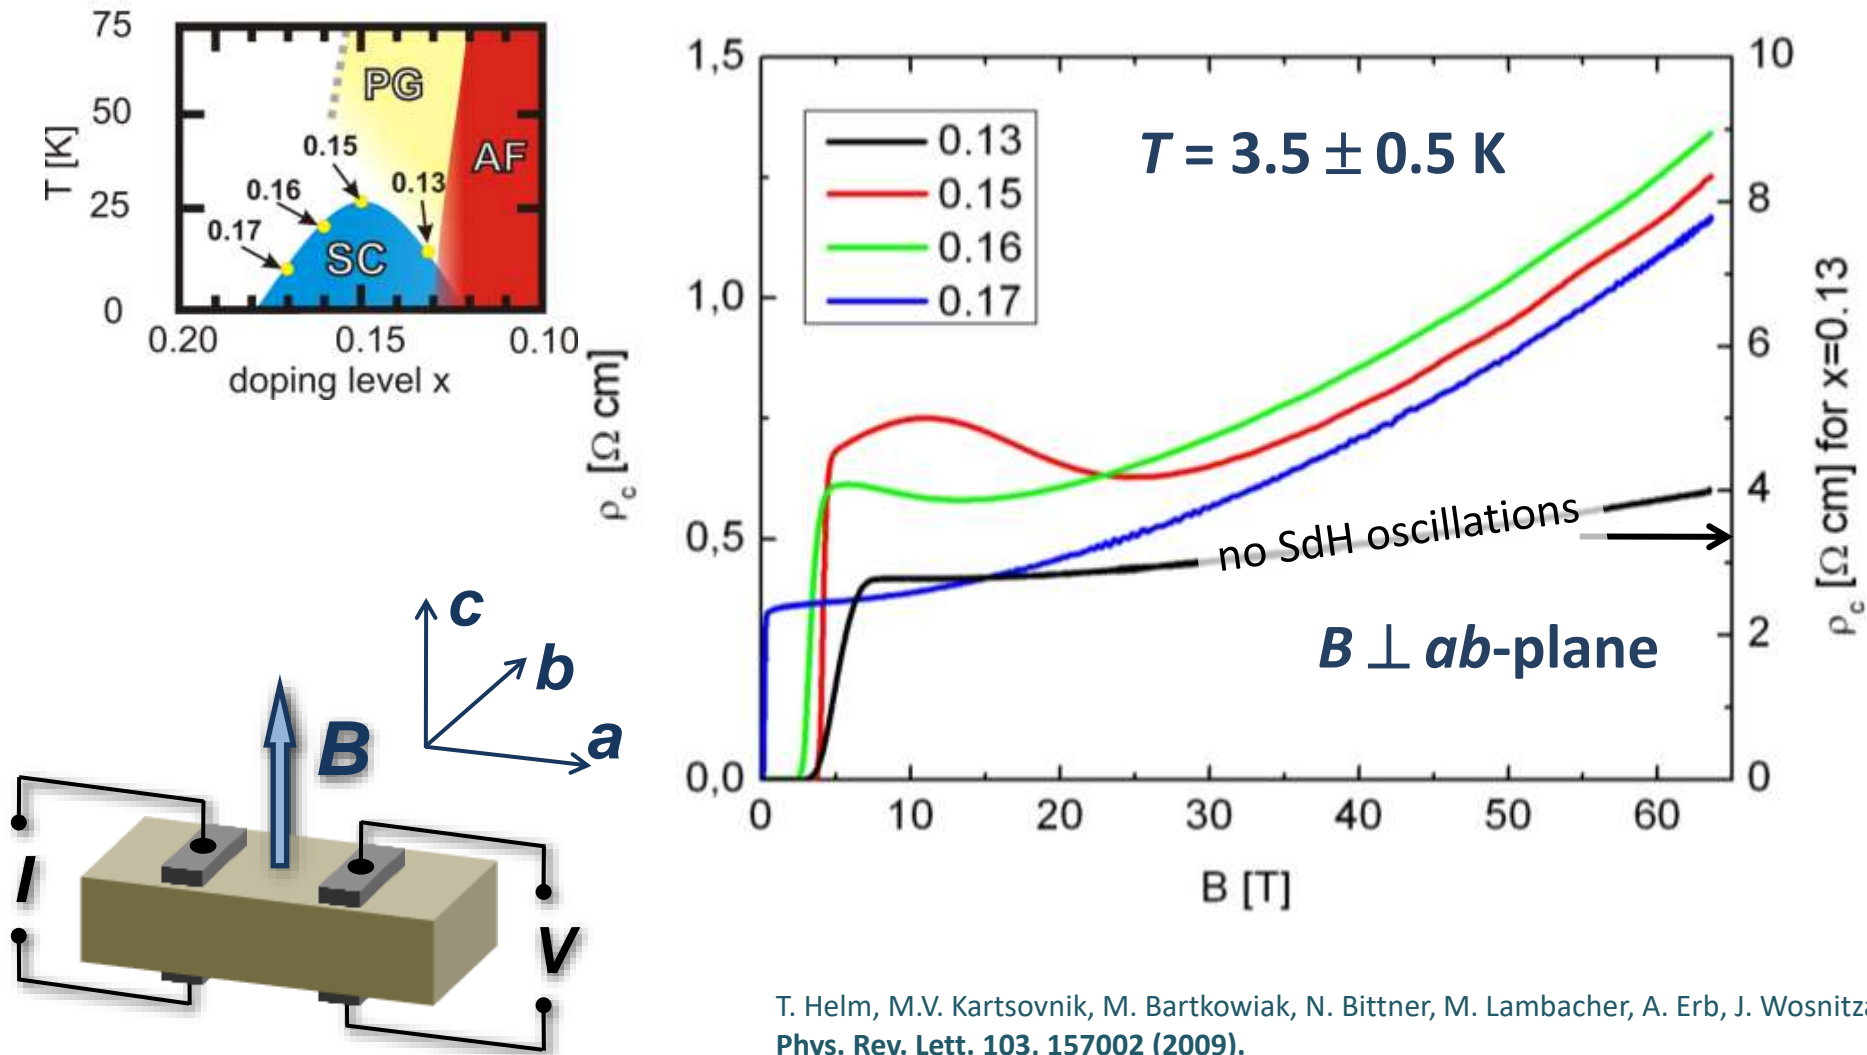 75
50
25
0
T [K]
PG
AF
SC
0.15
0.16
0.13
0.17
0.20
0.15
0.10
doping level x
1,5
1,0
0,5
0,0
ρc [Ω cm]
0.13
0.15
0.16
0.17
T = 3.5 ± 0.5 K
no SdH oscillations
B ⊥ ab-plane
10
8
6
4
2
0
ρc [Ω cm] for x=0.13
0 10 20 30 40 50 60
B [T]
c
b
a
B
I
V
T. Helm, M.V. Kartsovnik, M. Bartkowiak, N. Bittner, M. Lambacher, A. Erb, J. Wosnitza
Phys. Rev. Lett. 103, 157002 (2009).